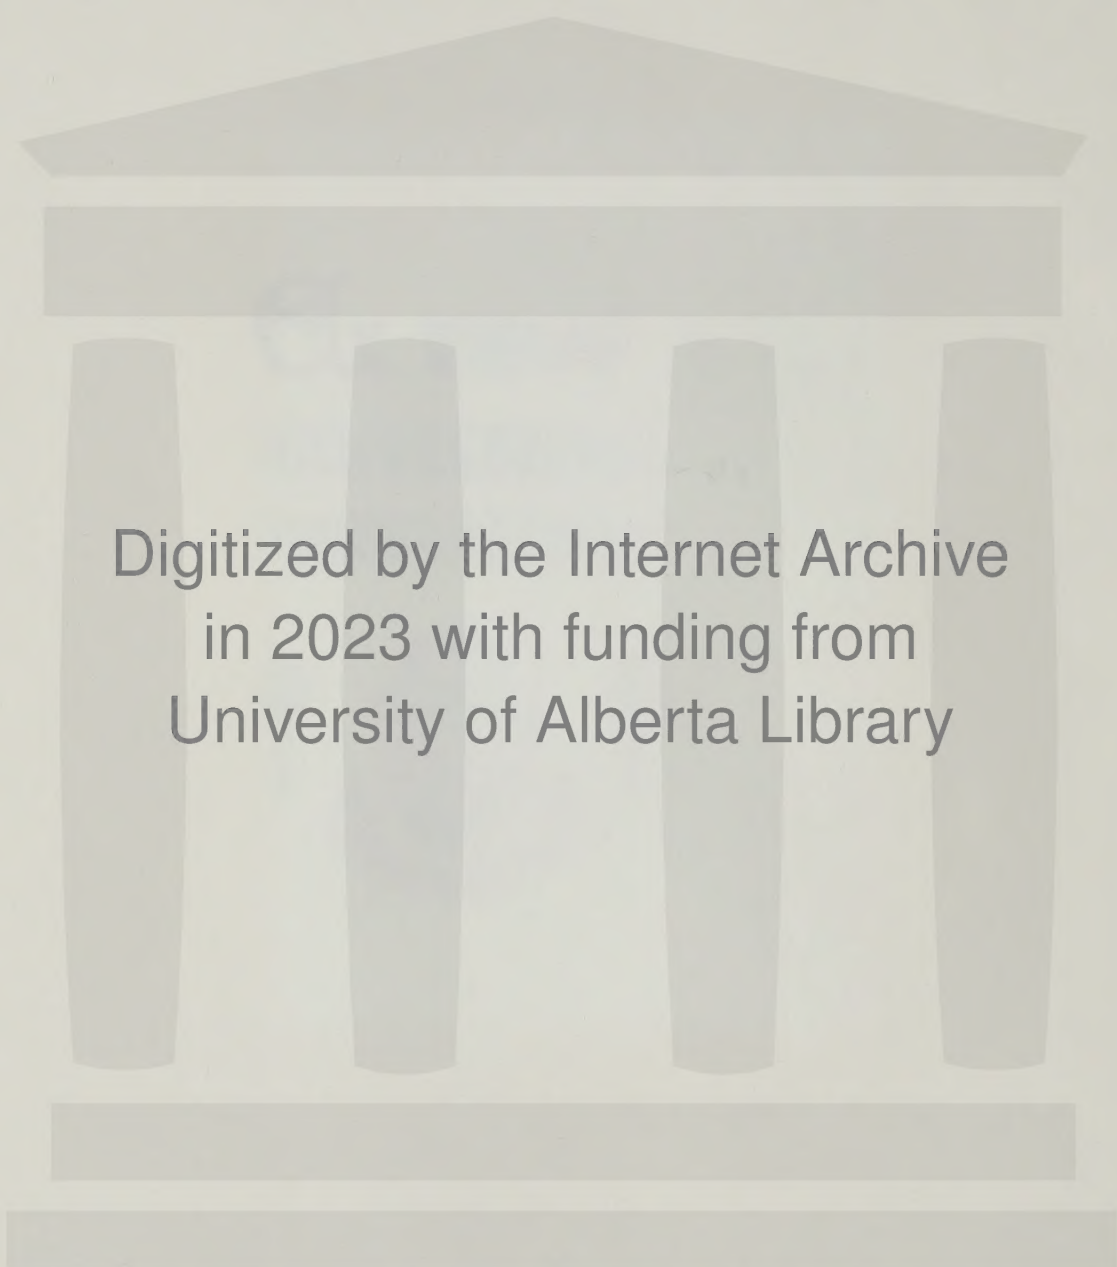 Digitized by the Internet Archive
in 2023 with funding from
University of Alberta Library